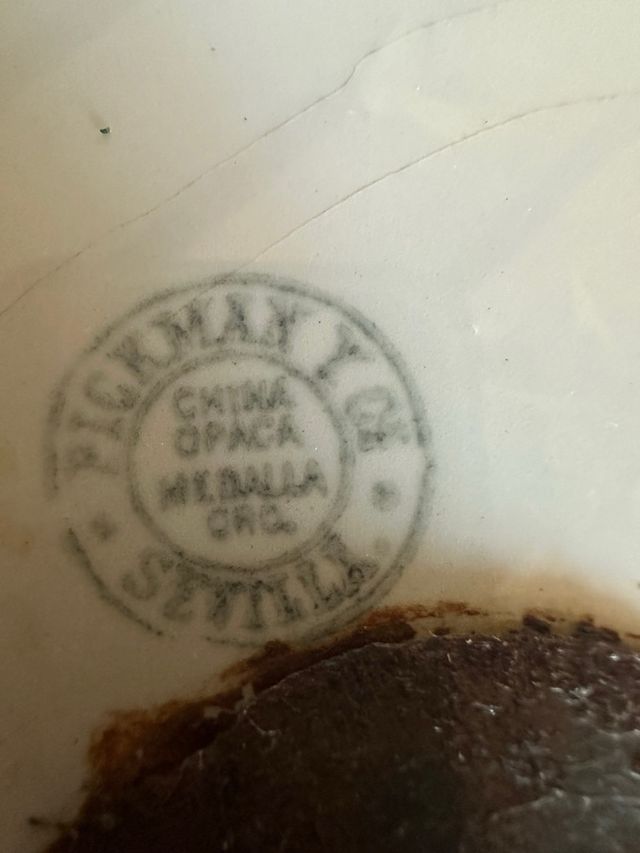 PICKMAN Y Cª
CHINA
OPACA
MEDALLA
ORO.
SEVILLA